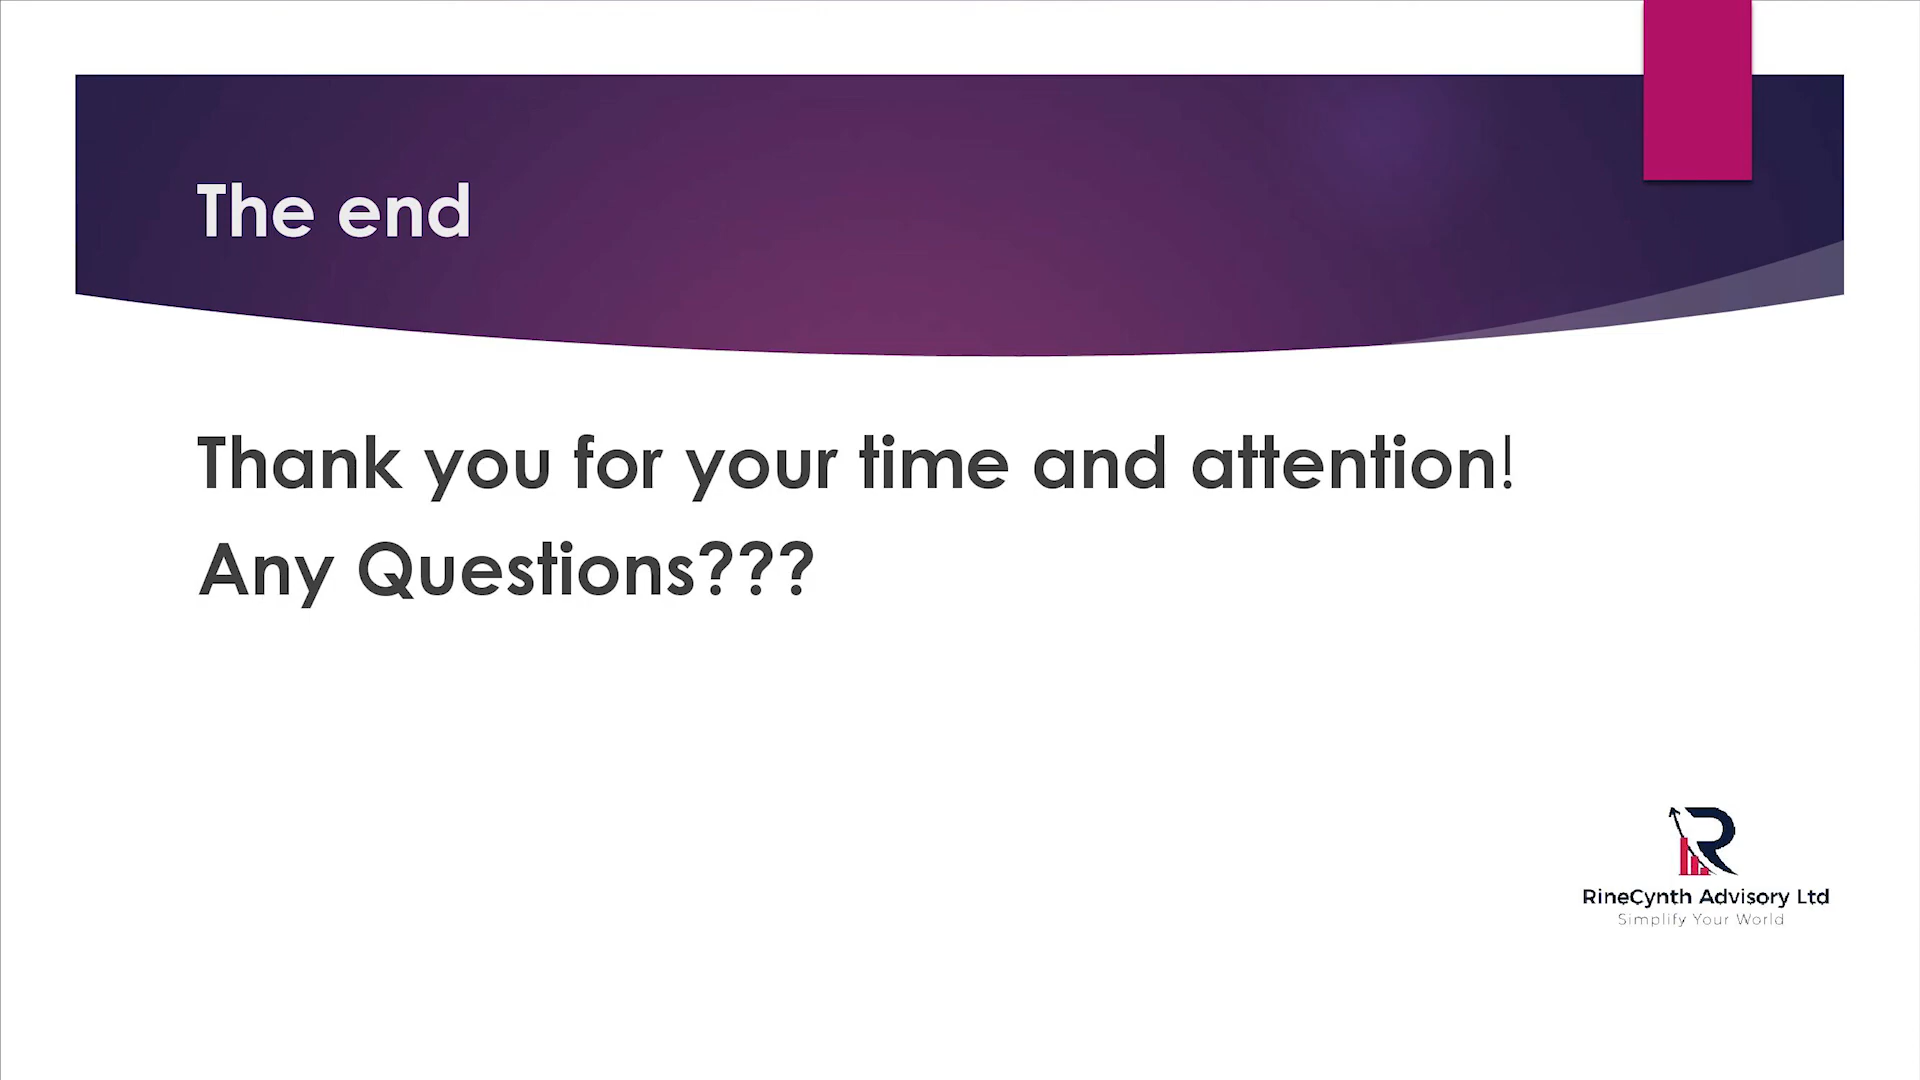 The end
Thank you for your time and attention!
Any Questions???
RineCynth Advisory Ltd
Simplify Your World